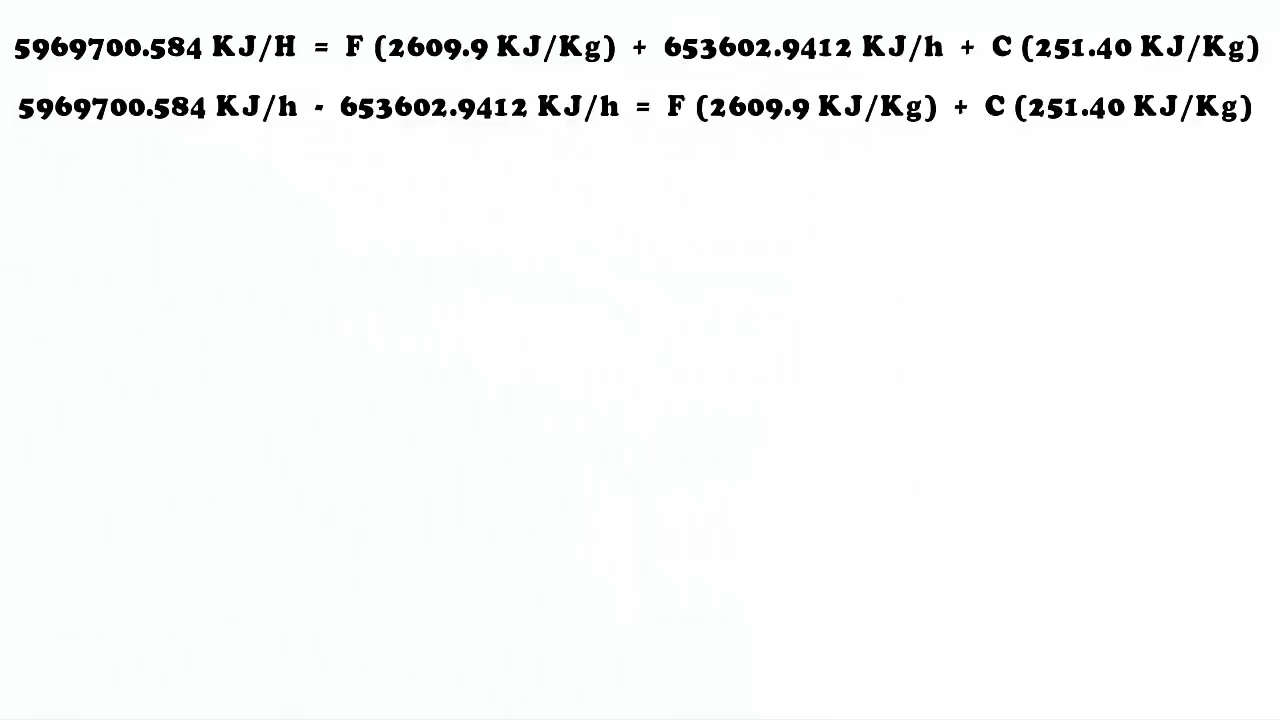 5969700.584 KJ/H = F (2609.9 KJ/Kg) + 653602.9412 KJ/h + C (251.40 KJ/Kg)
5969700.584 KJ/h - 653602.9412 KJ/h = F (2609.9 KJ/Kg) + C (251.40 KJ/Kg)